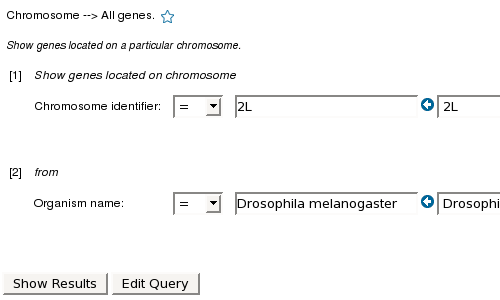 Chromosome --> All genes.
Show genes located on a particular chromosome.
[1] Show genes located on chromosome
Chromosome identifier: = 2L 2L
[2] from
Organism name: = Drosophila melanogaster Drosophi
Show Results Edit Query